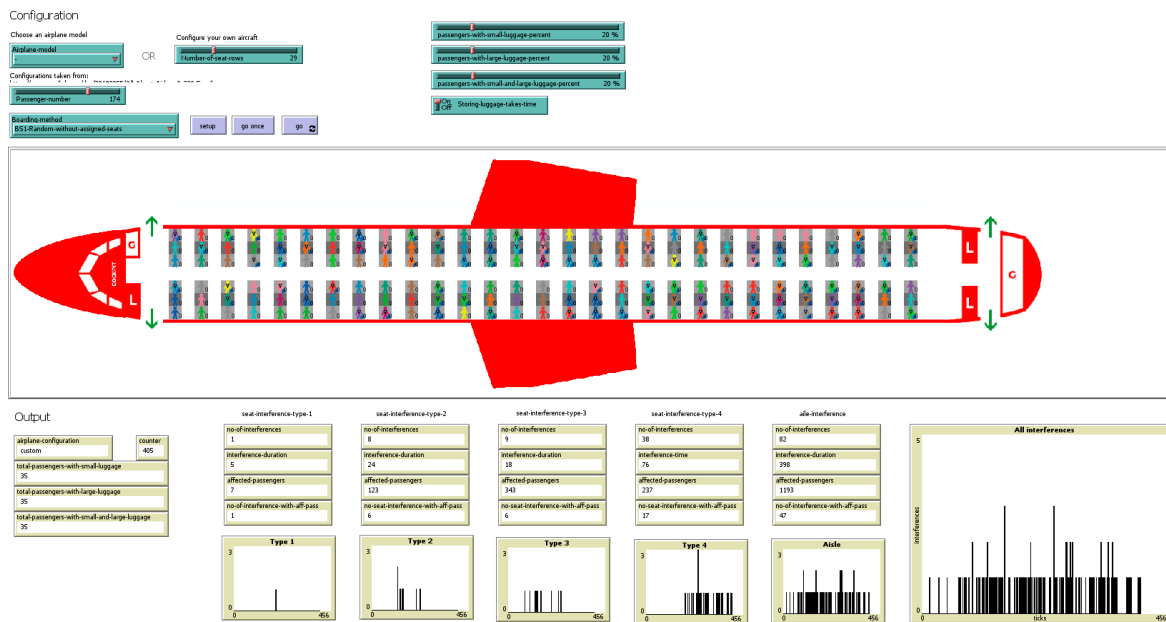 Configuration
Choose an airplane model
Airplane-model
-
OR
Configure your own aircraft
Number-of-seat-rows 29
Configurations taken from:
Passenger-number 174
Boarding-method
BS1-Random-without-assigned-seats
setup
go once
go
passengers-with-small-luggage-percent 20 %
passengers-with-large-luggage-percent 20 %
passengers-with-small-and-large-luggage-percent 20 %
On
Off
Storing-luggage-takes-time
G
L
COCKPIT
L
L
G
Output
airplane-configuration
custom
counter
405
total-passengers-with-small-luggage
35
total-passengers-with-large-luggage
35
total-passengers-with-small-and-large-luggage
35
seat-interference-type-1
no-of-interferences
1
interference-duration
5
affected-passengers
7
no-of-interference-with-aff-pass
1
Type 1
3
0
0 456
seat-interference-type-2
no-of-interferences
8
interference-duration
24
affected-passengers
123
no-seat-interference-with-aff-pass
6
Type 2
3
0
0 456
seat-interference-type-3
no-of-interferences
9
interference-duration
18
affected-passengers
343
no-seat-interference-with-aff-pass
6
Type 3
3
0
0 456
seat-interference-type-4
no-of-interferences
38
interference-time
76
affected-passengers
237
no-seat-interference-with-aff-pass
17
Type 4
3
0
0 456
aile-interference
no-of-interferences
82
interference-duration
398
affected-passengers
1193
no-of-interferences-with-aff-pass
47
Aisle
3
0
0 456
All interferences
5
interferences
0
0 ticks 456